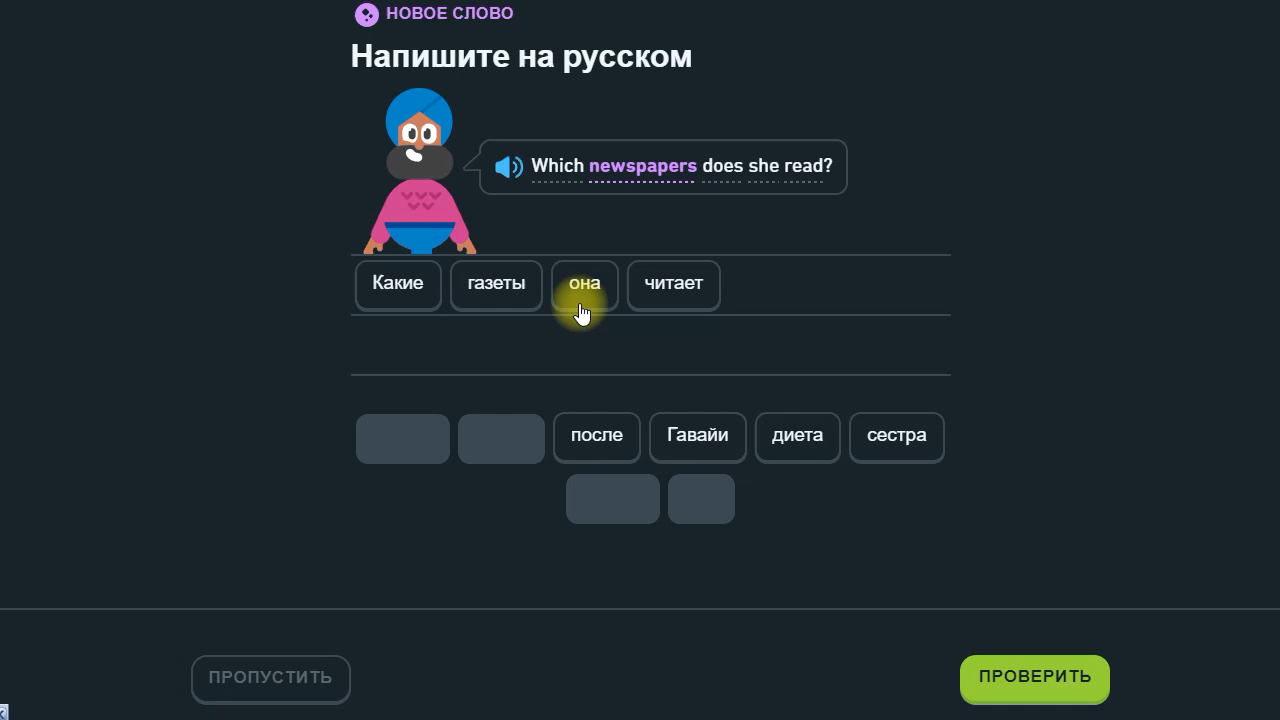 НОВОЕ СЛОВО
Напишите на русском
Which newspapers does she read?
Какие газеты она читает
после Гавайи диета сестра
ПРОПУСТИТЬ ПРОВЕРИТЬ